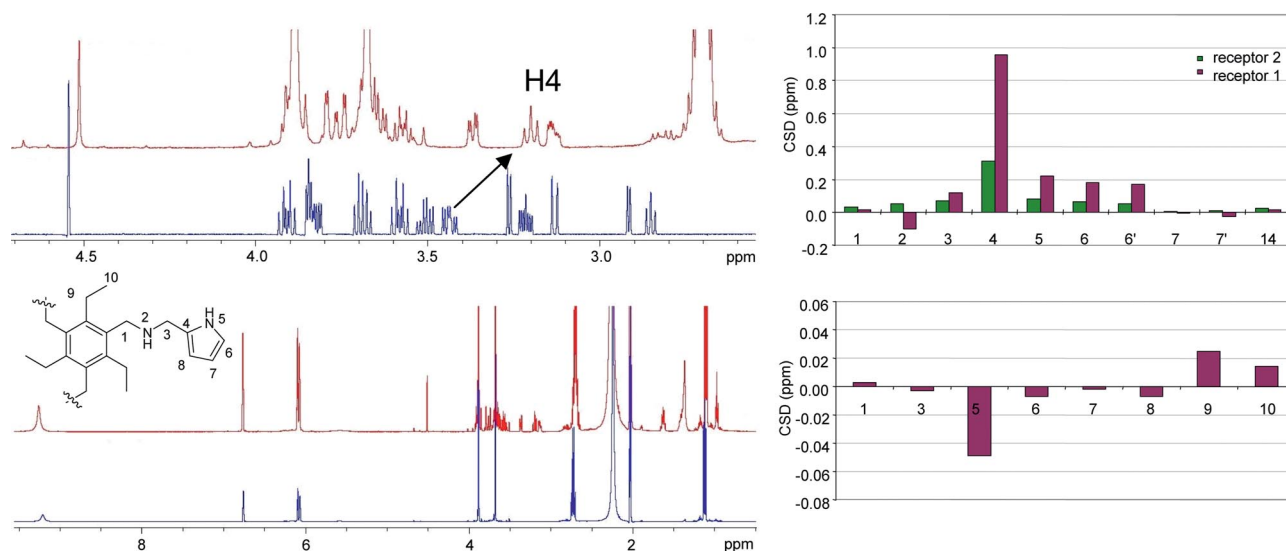 H4
4.5 4.0 3.5 3.0 ppm
10
9
2
N
H
1
3
4
H
N
5
6
7
8
8 6 4 2 ppm
CSD (ppm)
1.2
1.0
0.8
0.6
0.4
0.2
0.0
-0.2
receptor 2
receptor 1
1 2 3 4 5 6 6' 7 7' 14
CSD (ppm)
0.06
0.04
0.02
0.00
-0.02
-0.04
-0.06
-0.08
1 3 5 6 7 8 9 10